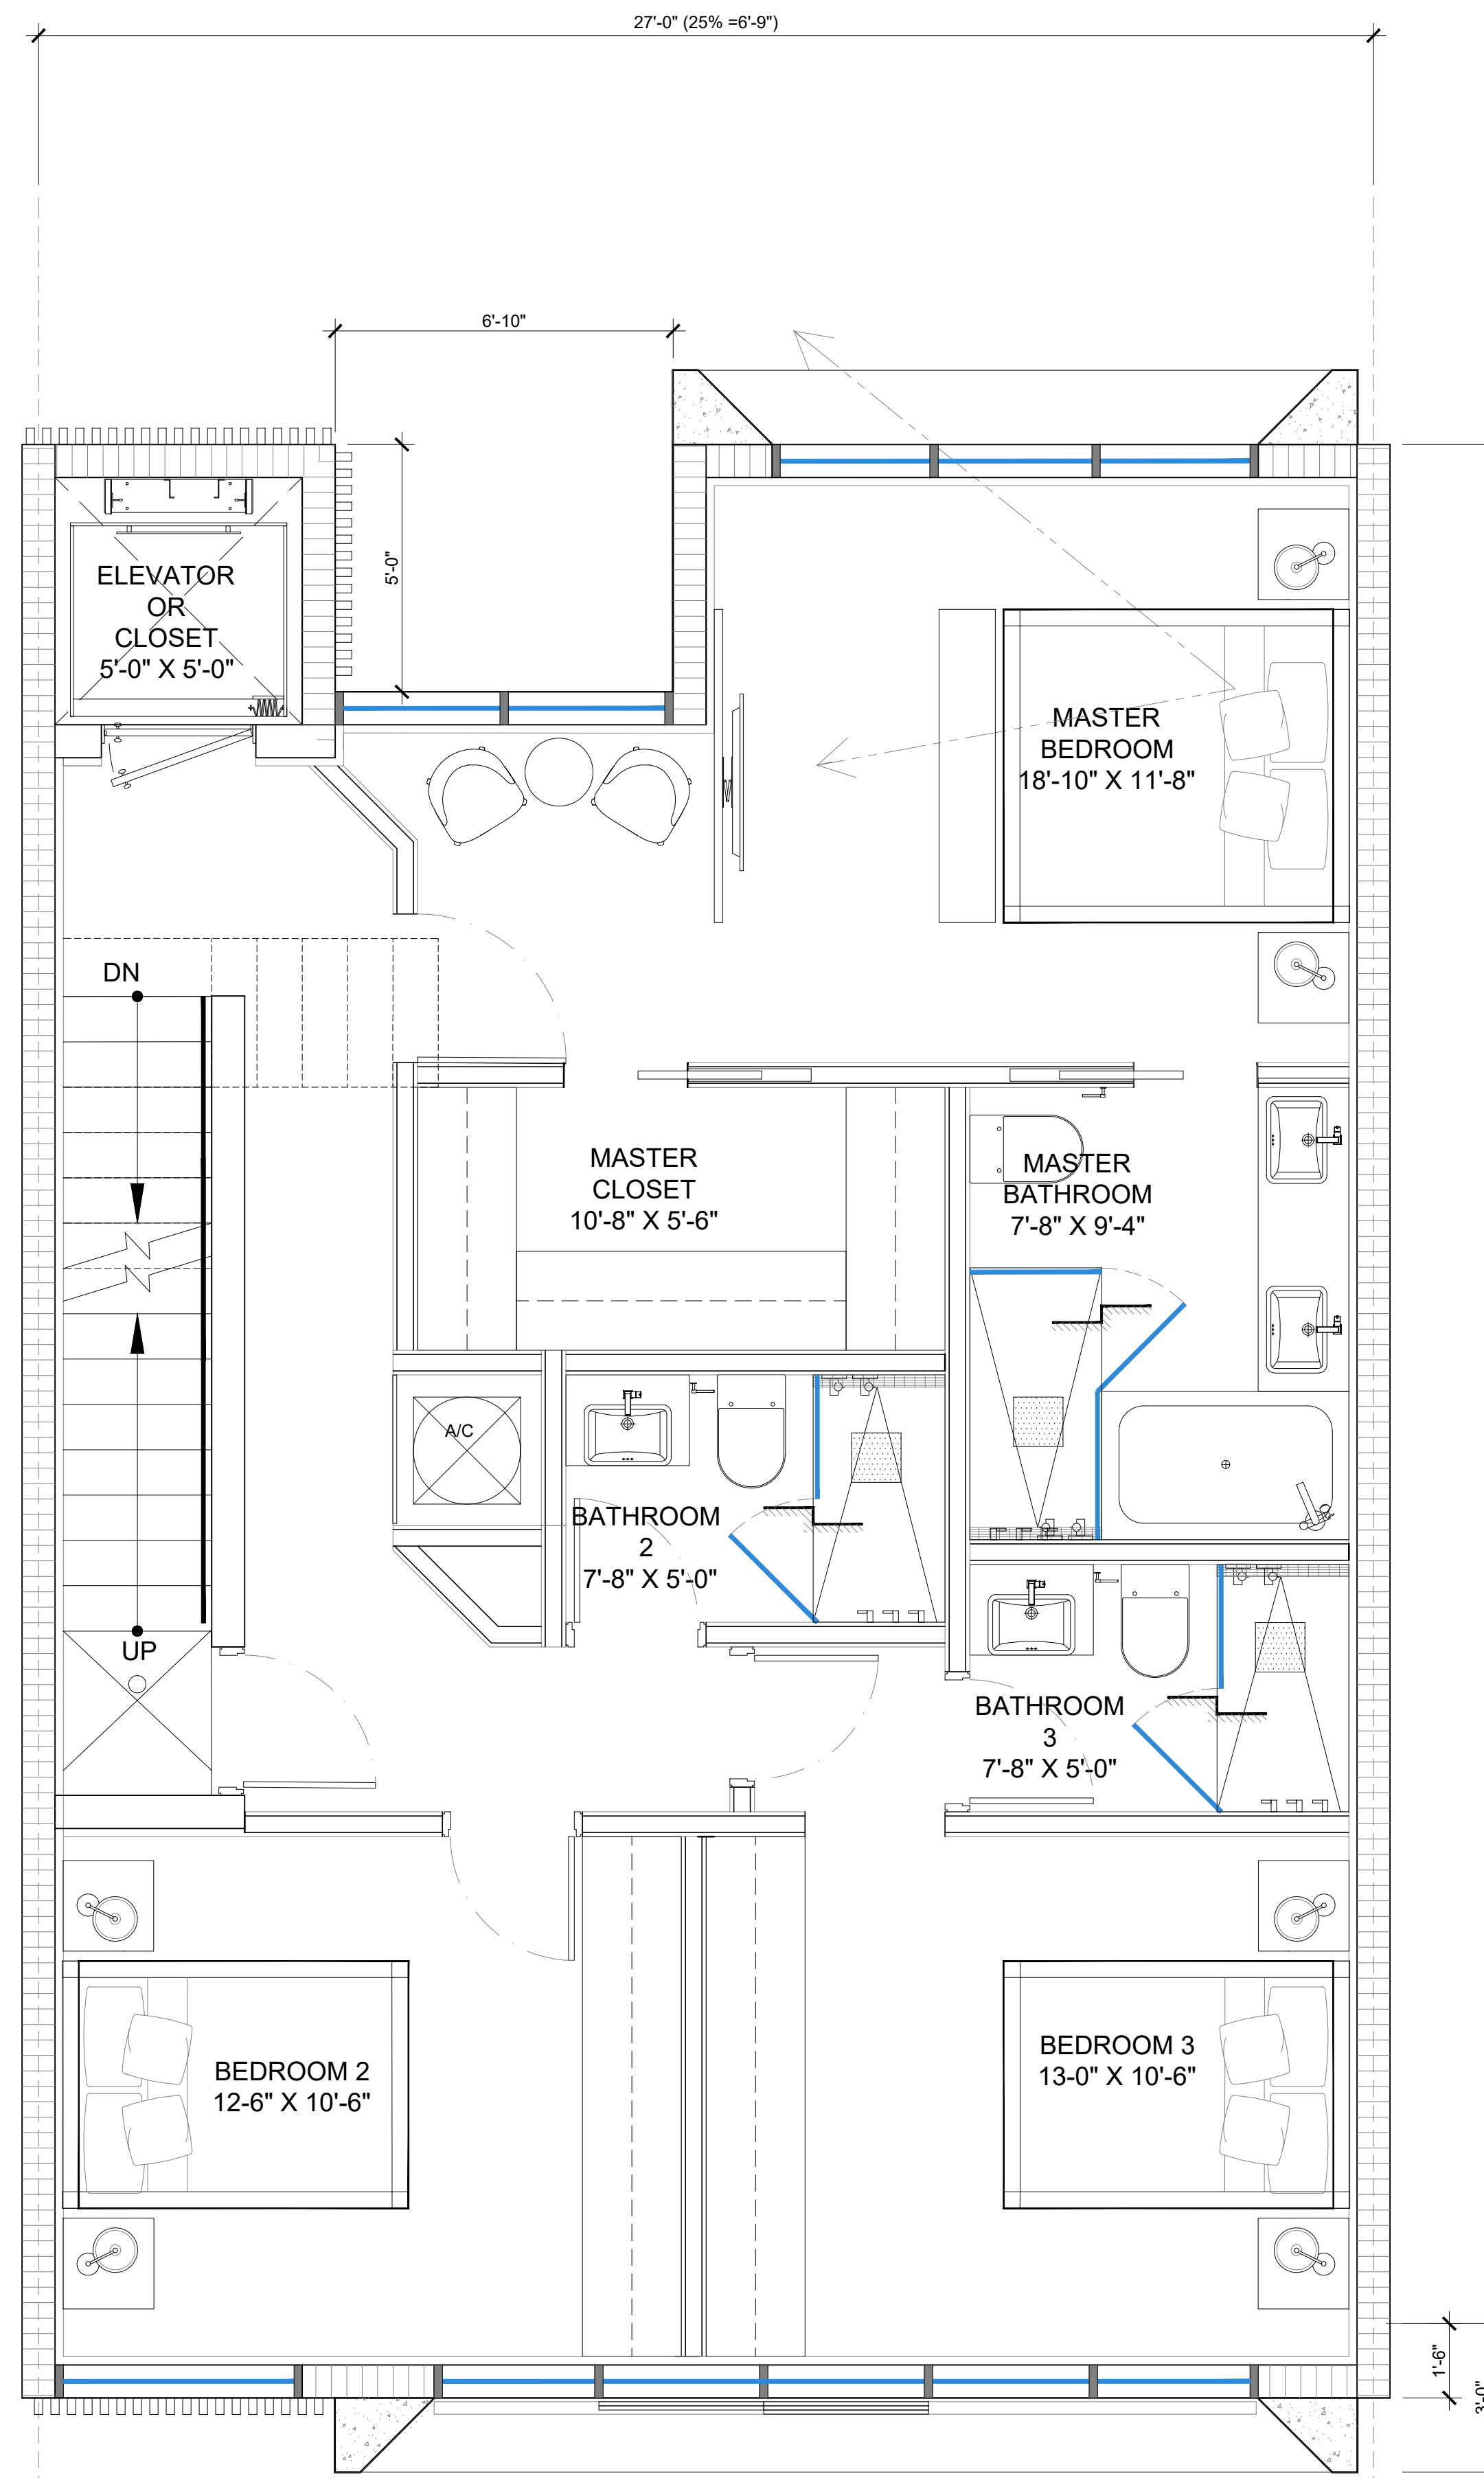 27'-0" (25% =6'-9")
6'-10"
5'-0"
ELEVATOR
OR
CLOSET
5'-0" X 5'-0"
MASTER
BEDROOM
18'-10" X 11'-8"
DN
MASTER
CLOSET
10'-8" X 5'-6"
MASTER
BATHROOM
7'-8" X 9'-4"
A/C
BATHROOM
2
7'-8" X 5'-0"
UP
BATHROOM
3
7'-8" X 5'-0"
BEDROOM 2
12-6" X 10'-6"
BEDROOM 3
13-0" X 10'-6"
1'-6"
3'-0"